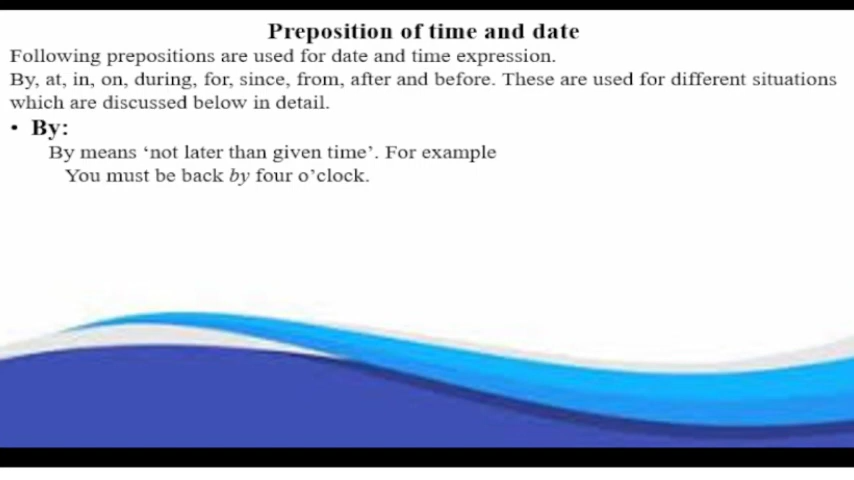 Preposition of time and date
Following prepositions are used for date and time expression.
By, at, in, on, during, for, since, from, after and before. These are used for different situations
which are discussed below in detail.
• By:
By means ‘not later than given time’. For example
You must be back by four o’clock.